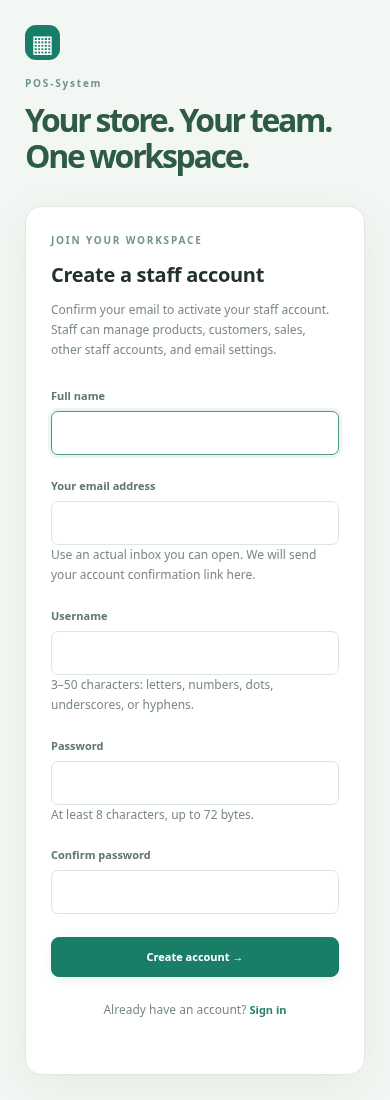 POS-System
Your store. Your team.
One workspace.
JOIN YOUR WORKSPACE
Create a staff account
Confirm your email to activate your staff account.
Staff can manage products, customers, sales,
other staff accounts, and email settings.
Full name
Your email address
Use an actual inbox you can open. We will send
your account confirmation link here.
Username
3–50 characters: letters, numbers, dots,
underscores, or hyphens.
Password
At least 8 characters, up to 72 bytes.
Confirm password
Create account →
Already have an account? Sign in